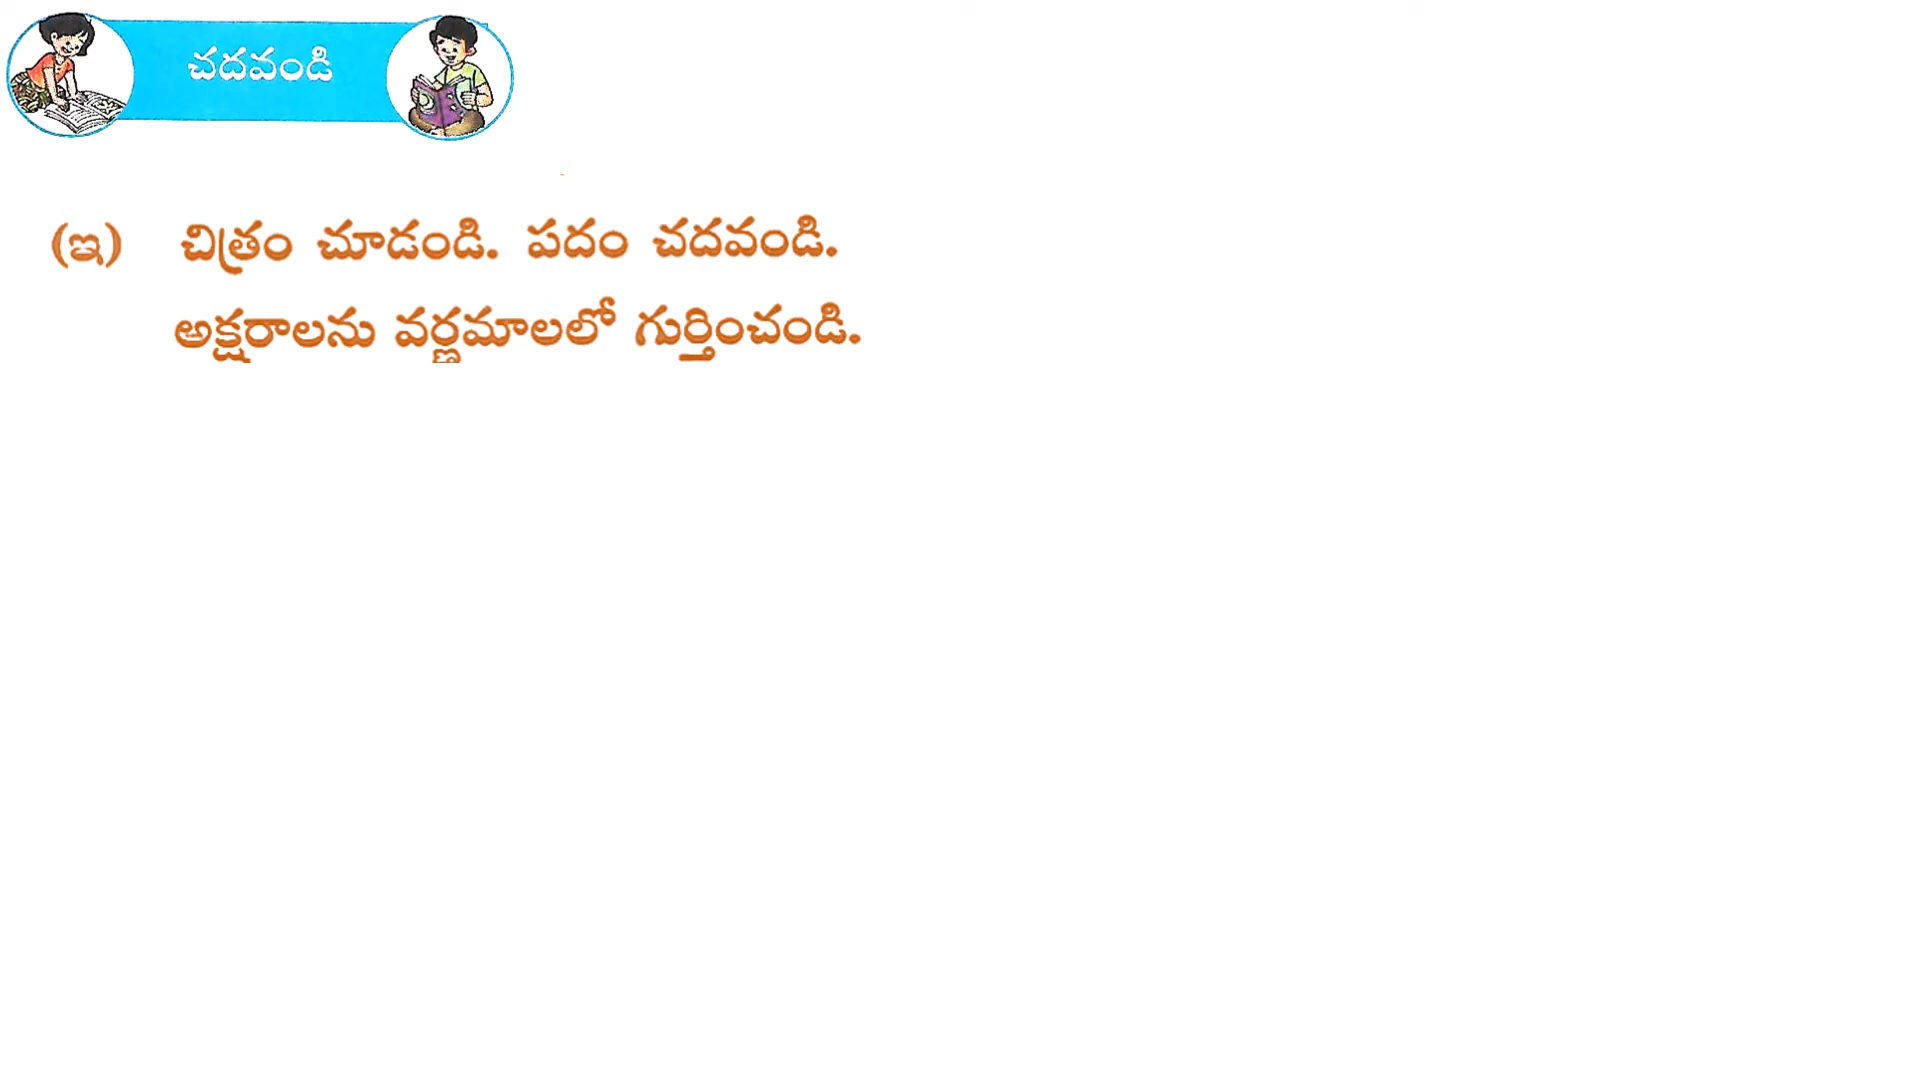 చదవండి
(ఇ) చిత్రం చూడండి. పదం చదవండి.
అక్షరాలను వర్ణమాలలో గుర్తించండి.